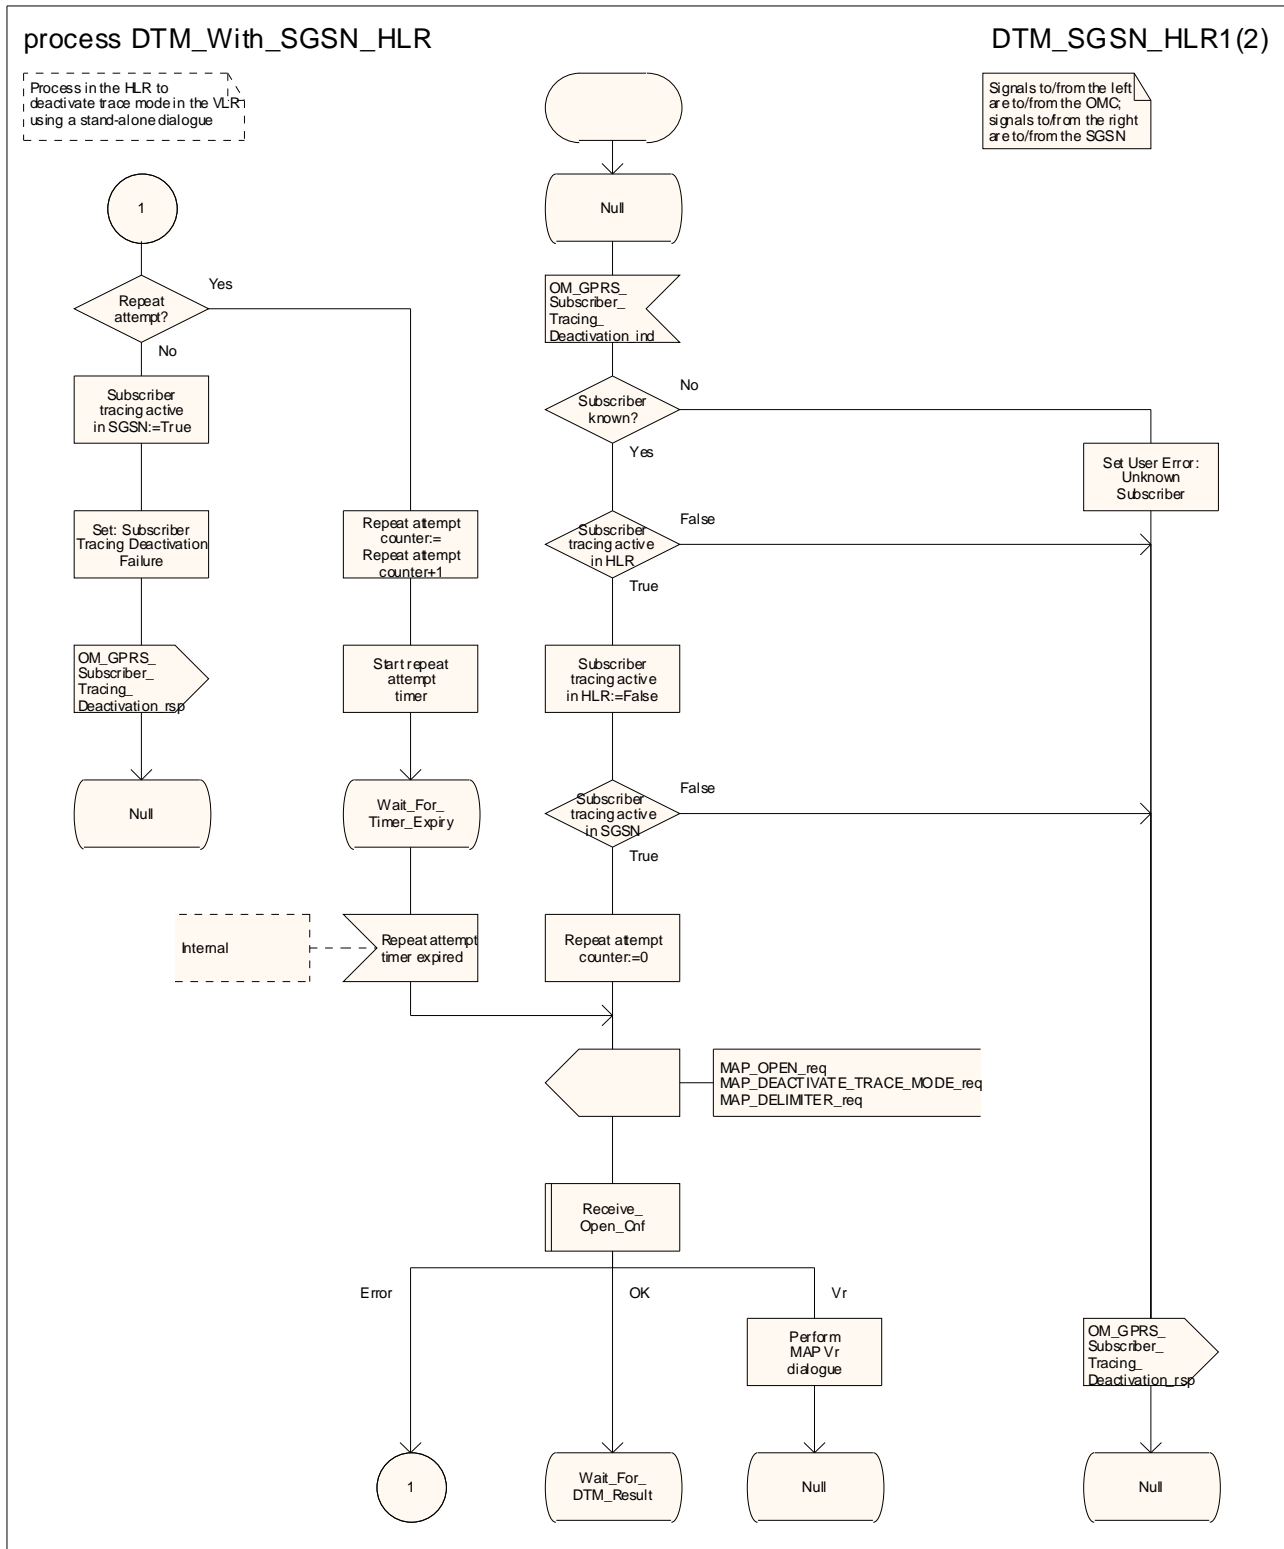 process DTM_With_SGSN_HLR
DTM_SGSN_HLR1(2)
Process in the HLR to
deactivate trace mode in the VLR
using a stand-alone dialogue
Signals to/from the left
are to/from the OMC;
signals to/from the right
are to/from the SGSN
1
Null
Repeat
attempt?
Yes
No
OM_GPRS_
Subscriber_
Tracing_
Deactivation_ind
Subscriber
tracing active
in SGSN:=True
Subscriber
known?
No
Yes
Set User Error:
Unknown
Subscriber
Set: Subscriber
Tracing Deactivation
Failure
Repeat attempt
counter:=
Repeat attempt
counter+1
Subscriber
tracing active
in HLR
False
True
OM_GPRS_
Subscriber_
Tracing_
Deactivation_rsp
Start repeat
attempt
timer
Subscriber
tracing active
in HLR:=False
Null
Wait_For_
Timer_Expiry
Subscriber
tracing active
in SGSN
False
True
Internal
Repeat attempt
timer expired
Repeat attempt
counter:=0
MAP_OPEN_req
MAP_DEACTIVATE_TRACE_MODE_req
MAP_DELIMITER_req
Receive_
Open_Cnf
Error
OK
Vr
Perform
MAP Vr
dialogue
OM_GPRS_
Subscriber_
Tracing_
Deactivation_rsp
1
Wait_For_
DTM_Result
Null
Null